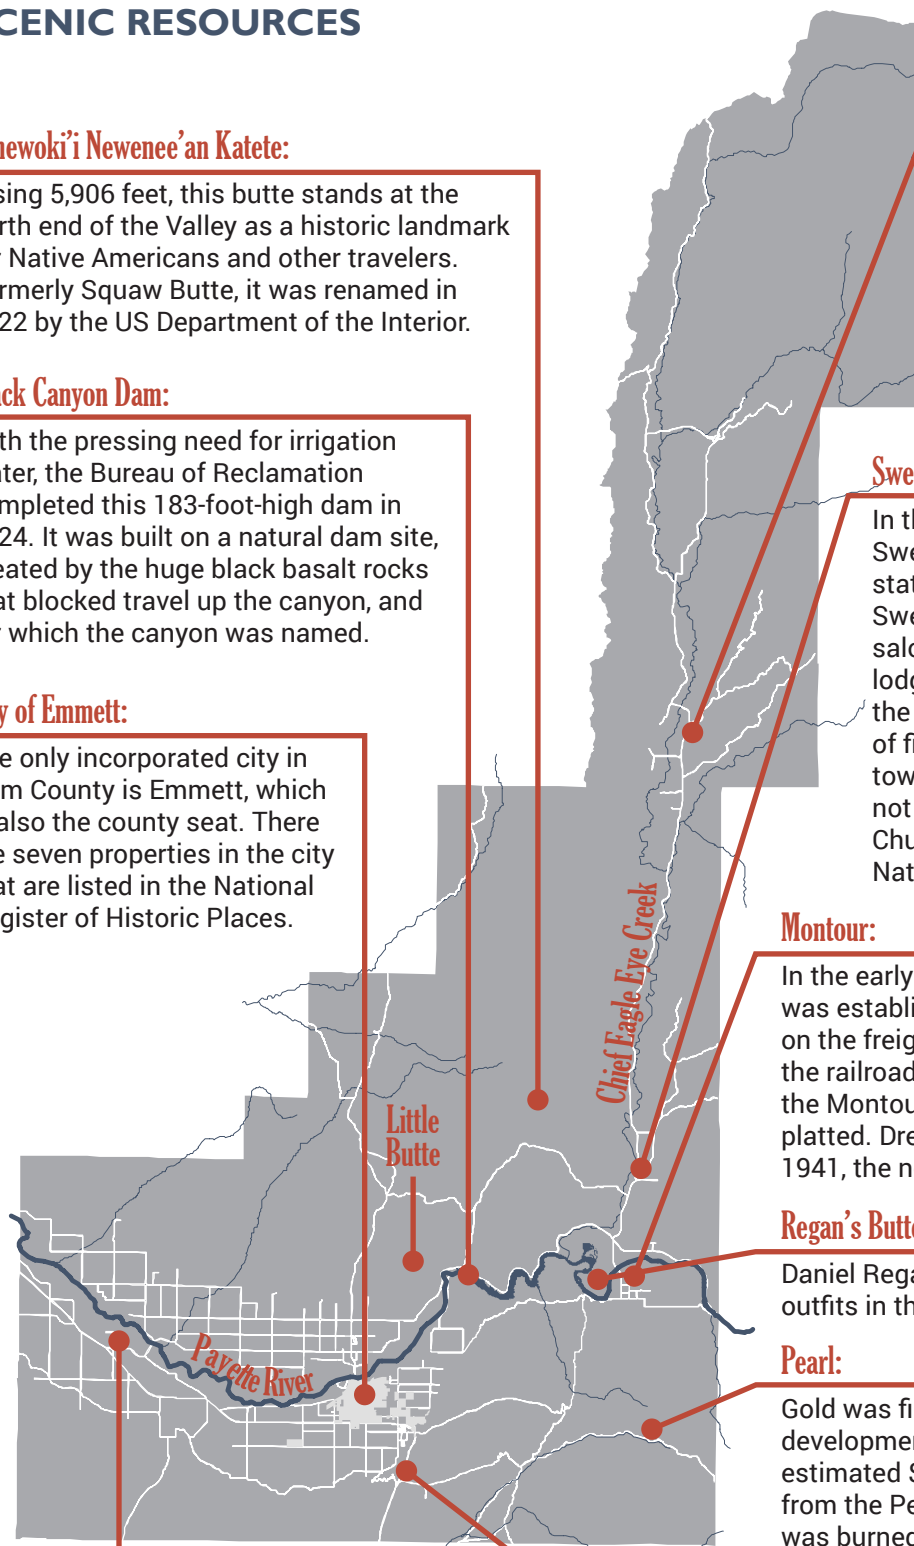 CENIC RESOURCES
newoki’i Newenee’an Katete:
sing 5,906 feet, this butte stands at the
rth end of the Valley as a historic landmark
r Native Americans and other travelers.
rmerly Squaw Butte, it was renamed in
22 by the US Department of the Interior.
ack Canyon Dam:
th the pressing need for irrigation
ater, the Bureau of Reclamation
mpleted this 183-foot-high dam in
24. It was built on a natural dam site,
eated by the huge black basalt rocks
at blocked travel up the canyon, and
r which the canyon was named.
y of Emmett:
e only incorporated city in
m County is Emmett, which
also the county seat. There
e seven properties in the city
at are listed in the National
gister of Historic Places.
Swe
In th
Swe
stat
Swe
salo
lodg
the
of fi
tow
not
Chu
Nat
Chief Eagle Eye Creek
Montour:
In the early
was establi
on the freig
the railroad
the Montou
platted. Dre
1941, the n
Little
Butte
Regan’s Butte
Daniel Rega
outfits in th
Payette River
Pearl:
Gold was fi
developmen
estimated S
from the Pe
was burned